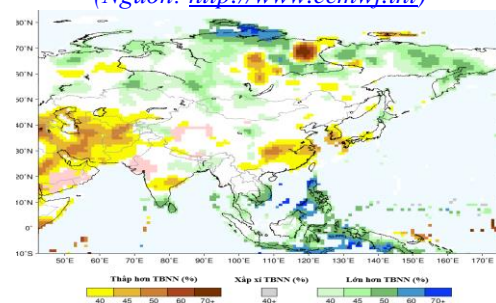 (Nguồn: http://www.ecmwf.int)
80°N
70°N
60°N
50°N
40°N
30°N
20°N
10°N
0°
10°S
50°E 60°E 70°E 80°E 90°E 100°E 110°E 120°E 130°E 140°E 150°E 160°E 170°E
Thấp hơn TBNN (%) Xấp xỉ TBNN (%) Lớn hơn TBNN (%)
40 45 50 60 70+ 40+ 40 45 50 60 70+